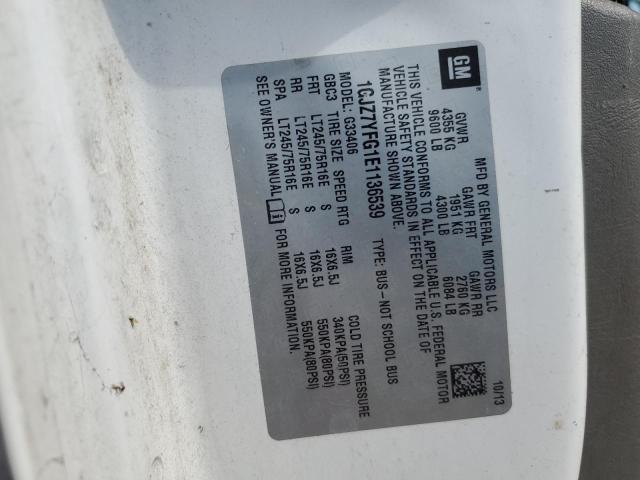 GM
MFD BY GENERAL MOTORS LLC
10/13
GVWR GAWR FRT GAWR RR
4355 KG 1951 KG 2760 KG
9600 LB 4300 LB 6084 LB
THIS VEHICLE CONFORMS TO ALL APPLICABLE U.S. FEDERAL MOTOR
VEHICLE SAFETY STANDARDS IN EFFECT ON THE DATE OF
MANUFACTURE SHOWN ABOVE.
1CJZ7YFG1E1136539 TYPE: BUS-NOT SCHOOL BUS
MODEL: G33406
GBC3 TIRE SIZE SPEED RTG RIM COLD TIRE PRESSURE
FRT LT245/75R16E S 16X6.5J 340KPA(50PSI)
RR LT245/75R16E S 16X6.5J 550KPA(80PSI)
SPA LT245/75R16E S 16X6.5J 550KPA(80PSI)
SEE OWNER'S MANUAL FOR MORE INFORMATION